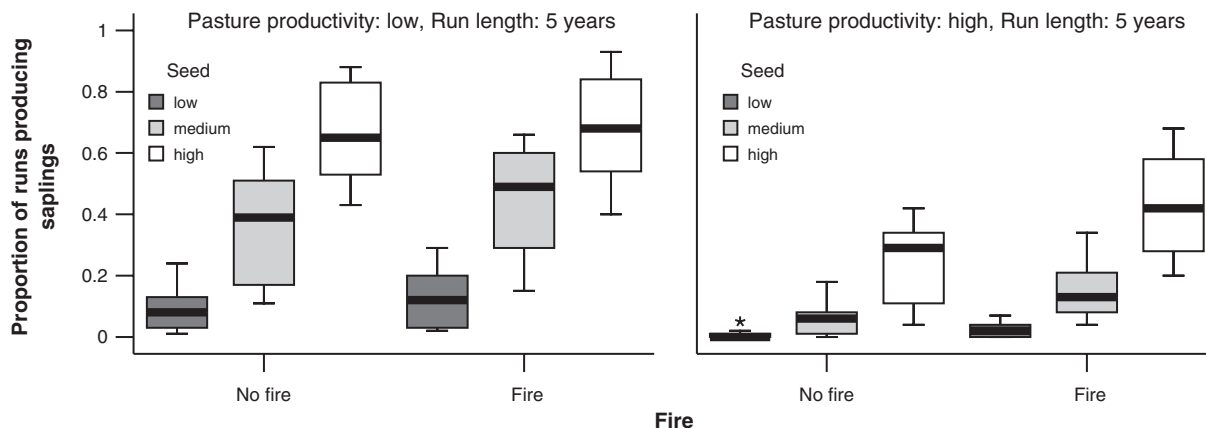 Pasture productivity: low, Run length: 5 years
Pasture productivity: high, Run length: 5 years
Proportion of runs producing
saplings
1
0.8
0.6
0.4
0.2
0
Seed
low
medium
high
Seed
low
medium
high
*
No fire
Fire
No fire
Fire
Fire